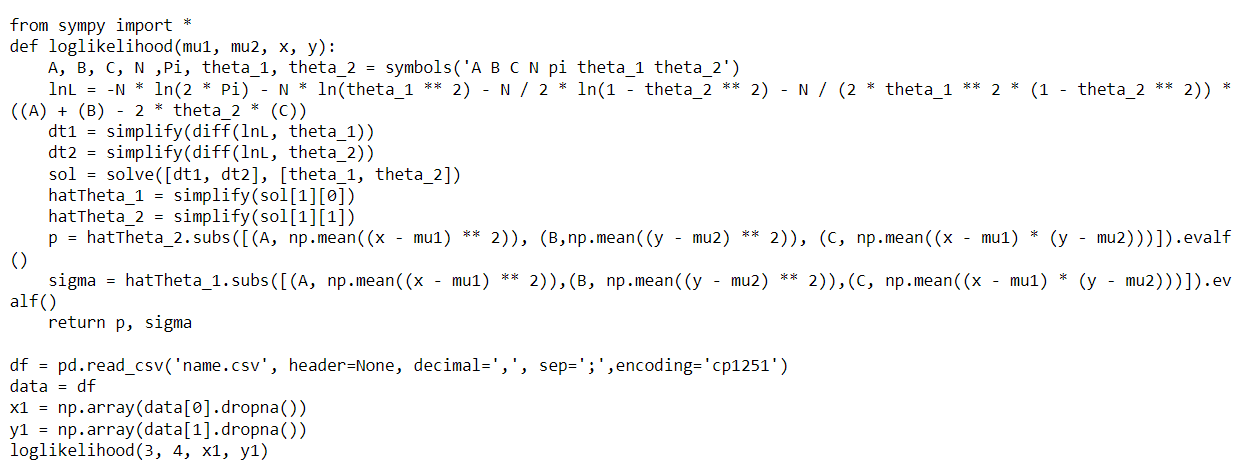 from sympy import *
def loglikelihood(mu1, mu2, x, y):
    A, B, C, N ,Pi, theta_1, theta_2 = symbols('A B C N pi theta_1 theta_2')
    lnL = -N * ln(2 * Pi) - N * ln(theta_1 ** 2) - N / 2 * ln(1 - theta_2 ** 2) - N / (2 * theta_1 ** 2 * (1 - theta_2 ** 2)) *
((A) + (B) - 2 * theta_2 * (C))
    dt1 = simplify(diff(lnL, theta_1))
    dt2 = simplify(diff(lnL, theta_2))
    sol = solve([dt1, dt2], [theta_1, theta_2])
    hatTheta_1 = simplify(sol[1][0])
    hatTheta_2 = simplify(sol[1][1])
    p = hatTheta_2.subs([(A, np.mean((x - mu1) ** 2)), (B,np.mean((y - mu2) ** 2)), (C, np.mean((x - mu1) * (y - mu2)))]).evalf
()
    sigma = hatTheta_1.subs([(A, np.mean((x - mu1) ** 2)),(B, np.mean((y - mu2) ** 2)),(C, np.mean((x - mu1) * (y - mu2)))]).ev
alf()
    return p, sigma

df = pd.read_csv('name.csv', header=None, decimal=',', sep=';',encoding='cp1251')
data = df
x1 = np.array(data[0].dropna())
y1 = np.array(data[1].dropna())
loglikelihood(3, 4, x1, y1)